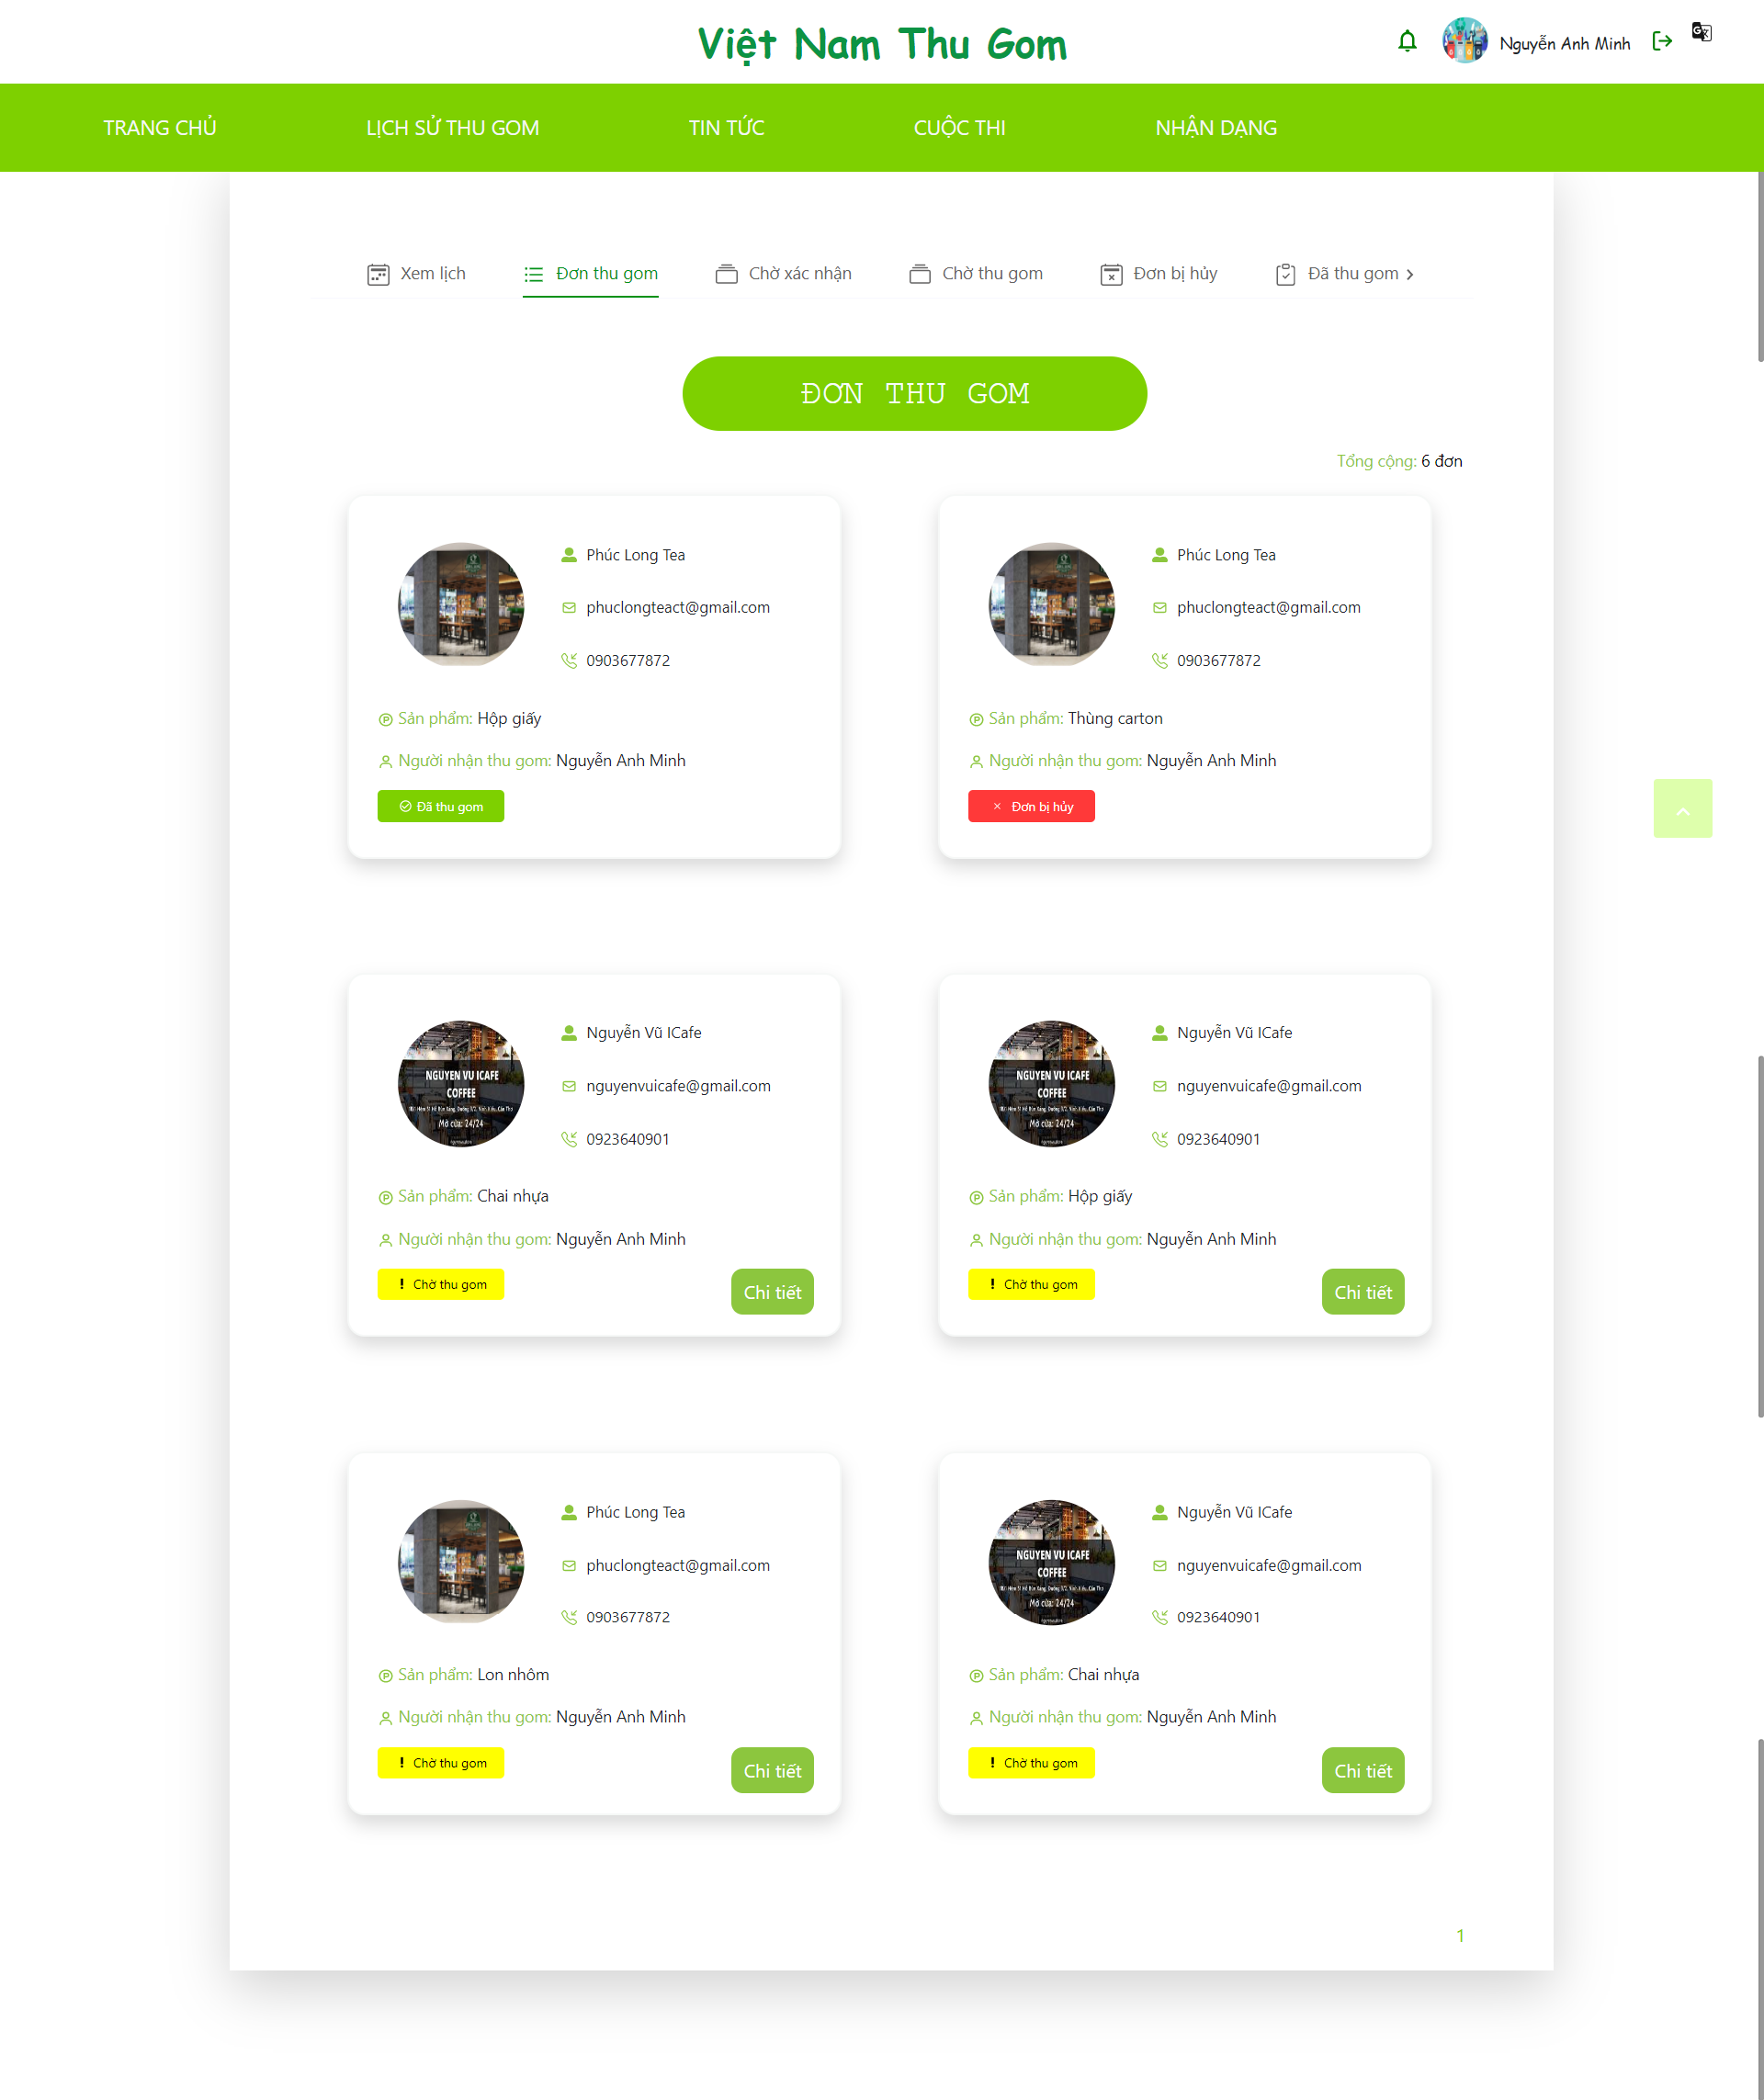 Việt Nam Thu Gom
Nguyễn Anh Minh
TRANG CHỦ LỊCH SỬ THU GOM TIN TỨC CUỘC THI NHẬN DẠNG
Xem lịch Đơn thu gom Chờ xác nhận Chờ thu gom Đơn bị hủy Đã thu gom
ĐƠN THU GOM
Tổng cộng: 6 đơn
Phúc Long Tea
phuclongteact@gmail.com
0903677872
Sản phẩm: Hộp giấy
Người nhận thu gom: Nguyễn Anh Minh
Đã thu gom
Phúc Long Tea
phuclongteact@gmail.com
0903677872
Sản phẩm: Thùng carton
Người nhận thu gom: Nguyễn Anh Minh
Đơn bị hủy
NGUYEN VU ICAFE
COFFEE
Mở cửa: 24/24
Nguyễn Vũ ICafe
nguyenvuicafe@gmail.com
0923640901
Sản phẩm: Chai nhựa
Người nhận thu gom: Nguyễn Anh Minh
Chờ thu gom
Chi tiết
NGUYEN VU ICAFE
COFFEE
Mở cửa: 24/24
Nguyễn Vũ ICafe
nguyenvuicafe@gmail.com
0923640901
Sản phẩm: Hộp giấy
Người nhận thu gom: Nguyễn Anh Minh
Chờ thu gom
Chi tiết
Phúc Long Tea
phuclongteact@gmail.com
0903677872
Sản phẩm: Lon nhôm
Người nhận thu gom: Nguyễn Anh Minh
Chờ thu gom
Chi tiết
NGUYEN VU ICAFE
COFFEE
Mở cửa: 24/24
Nguyễn Vũ ICafe
nguyenvuicafe@gmail.com
0923640901
Sản phẩm: Chai nhựa
Người nhận thu gom: Nguyễn Anh Minh
Chờ thu gom
Chi tiết
1